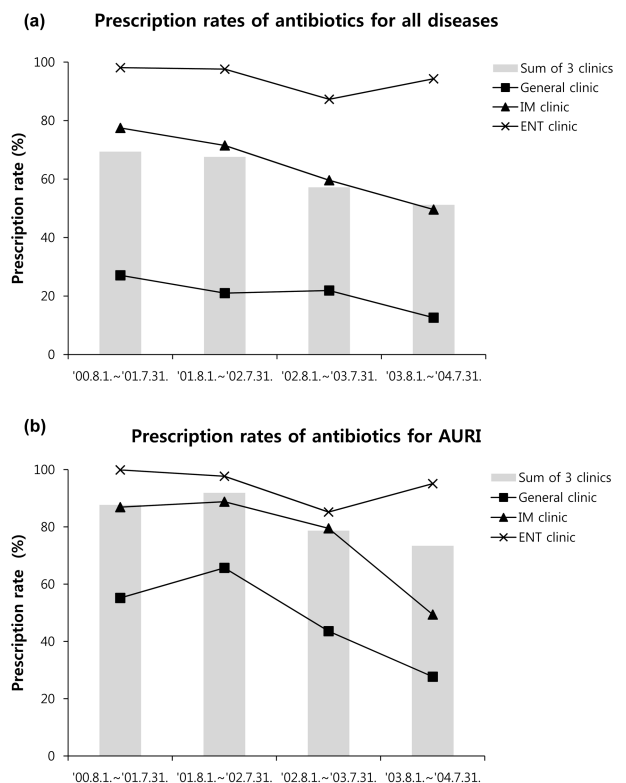 (a) Prescription rates of antibiotics for all diseases
Prescription rate (%)
100
80
60
40
20
0
'00.8.1.~'01.7.31. '01.8.1.~'02.7.31. '02.8.1.~'03.7.31. '03.8.1.~'04.7.31.
Sum of 3 clinics
General clinic
IM clinic
ENT clinic
(b) Prescription rates of antibiotics for AURI
Prescription rate (%)
100
80
60
40
20
0
'00.8.1.~'01.7.31. '01.8.1.~'02.7.31. '02.8.1.~'03.7.31. '03.8.1.~'04.7.31.
Sum of 3 clinics
General clinic
IM clinic
ENT clinic